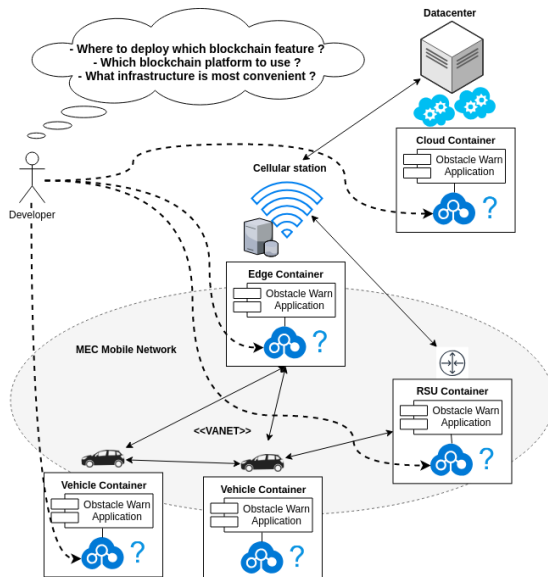 Datacenter
- Where to deploy which blockchain feature ?
- Which blockchain platform to use ?
- What infrastructure is most convenient ?
Cloud Container
Obstacle Warn
Application
?
Cellular station
Developer
Edge Container
Obstacle Warn
Application
?
MEC Mobile Network
RSU Container
Obstacle Warn
Application
?
<<VANET>>
Vehicle Container
Obstacle Warn
Application
?
Vehicle Container
Obstacle Warn
Application
?